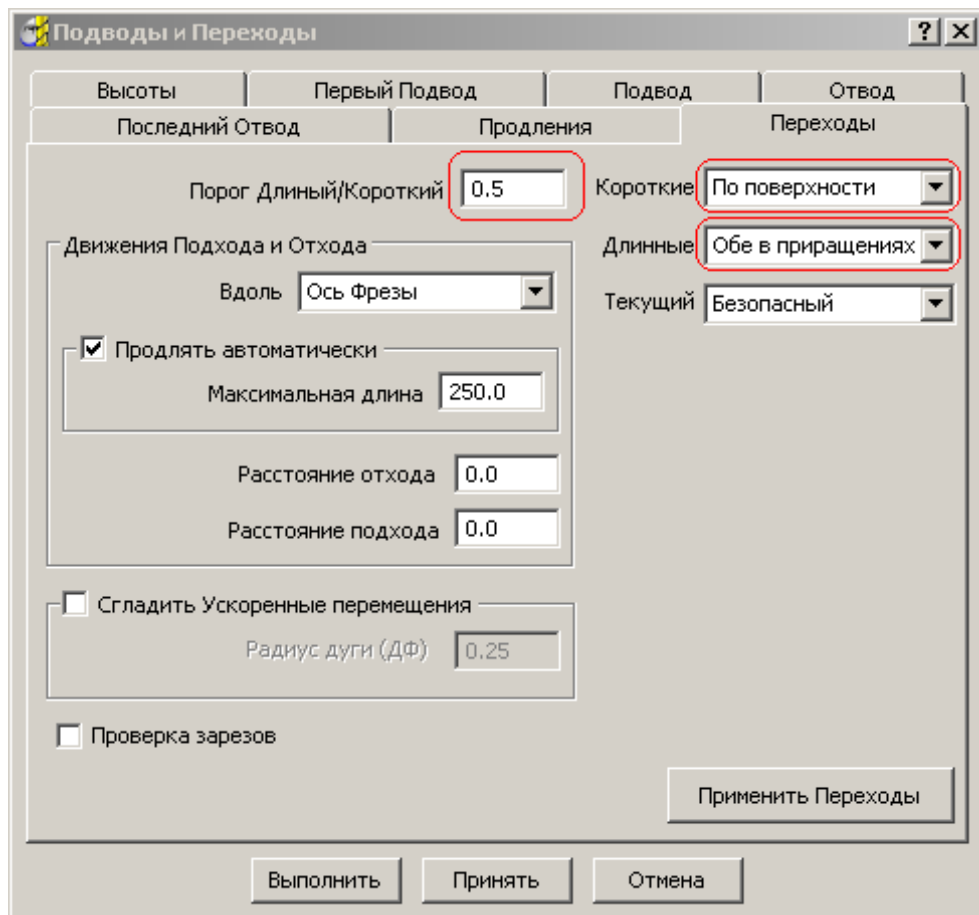 Подводы и Переходы
Высоты Первый Подвод Подвод Отвод
Последний Отвод Продления Переходы
Порог Длиный/Короткий 0.5 Короткие По поверхности
Движения Подхода и Отхода Длинные Обе в приращениях
Вдоль Ось Фрезы Текущий Безопасный
Продлять автоматически
Максимальная длина 250.0
Расстояние отхода 0.0
Расстояние подхода 0.0
Сгладить Ускоренные перемещения
Радиус дуги (ДФ) 0.25
Проверка зарезов
Применить Переходы
Выполнить Принять Отмена